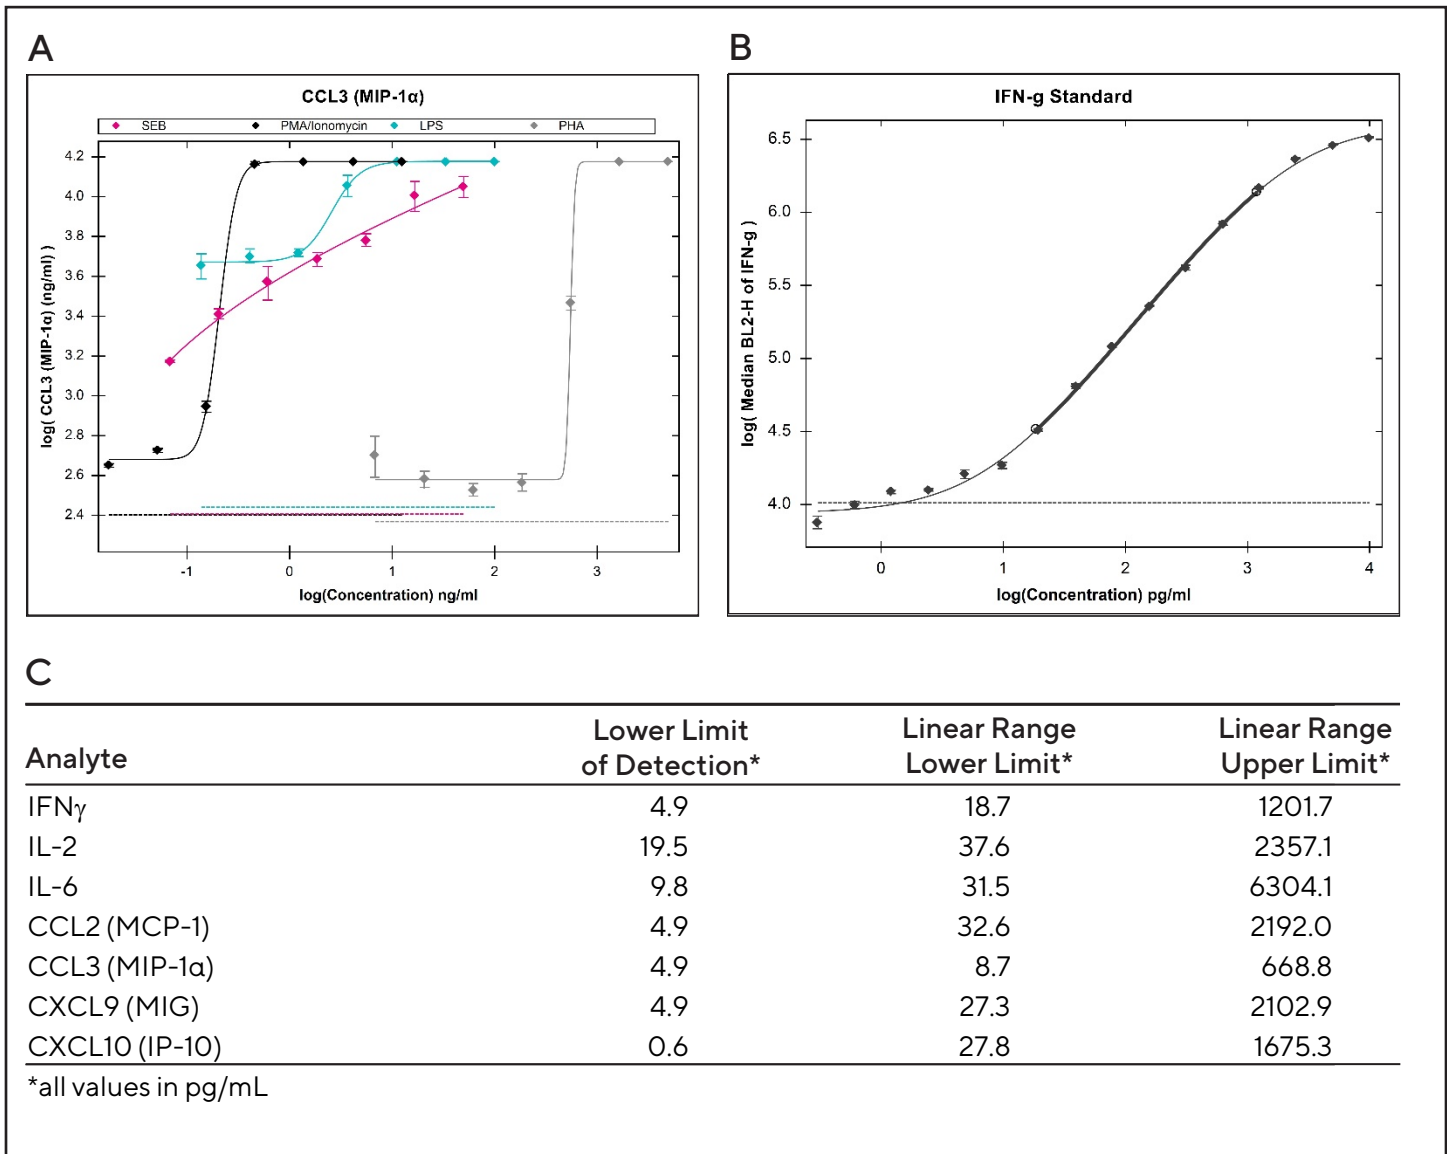 A
CCL3 (MIP-1α)
SEB PMA/Ionomycin LPS PHA
log( CCL3 (MIP-1α) (ng/ml) )
4.2
4.0
3.8
3.6
3.4
3.2
3.0
2.8
2.6
2.4
-1 0 1 2 3
log(Concentration) ng/ml
B
IFN-g Standard
log( Median BL2-H of IFN-g )
6.5
6.0
5.5
5.0
4.5
4.0
0 1 2 3 4
log(Concentration) pg/ml
C
Analyte Lower Limit of Detection* Linear Range Lower Limit* Linear Range Upper Limit*
IFNγ 4.9 18.7 1201.7
IL-2 19.5 37.6 2357.1
IL-6 9.8 31.5 6304.1
CCL2 (MCP-1) 4.9 32.6 2192.0
CCL3 (MIP-1α) 4.9 8.7 668.8
CXCL9 (MIG) 4.9 27.3 2102.9
CXCL10 (IP-10) 0.6 27.8 1675.3
*all values in pg/mL